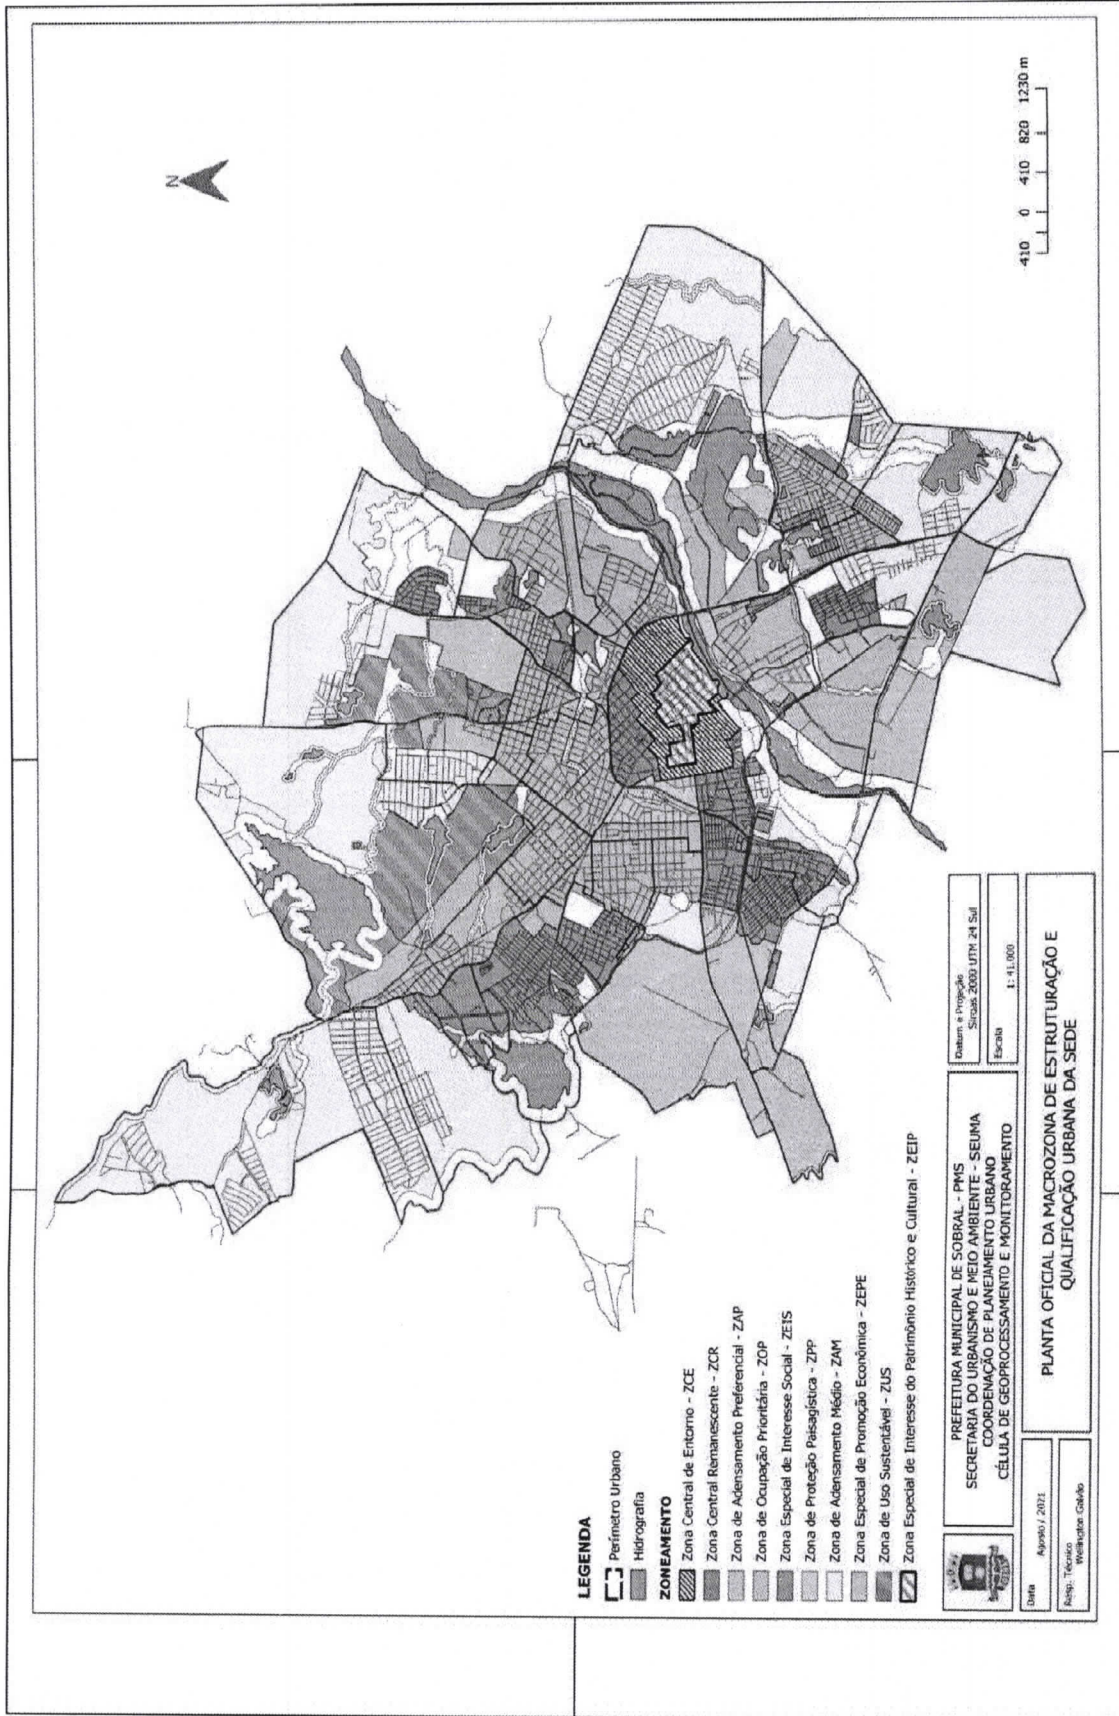 N
410 0 410 820 1230 m
LEGENDA
Perímetro Urbano
Hidrografia
ZONEAMENTO
Zona Central de Entorno - ZCE
Zona Central Remanescente - ZCR
Zona de Adensamento Preferencial - ZAP
Zona de Ocupação Prioritária - ZOP
Zona Especial de Interesse Social - ZEIS
Zona de Proteção Paisagística - ZPP
Zona de Adensamento Médio - ZAM
Zona Especial de Promoção Econômica - ZEPE
Zona de Uso Sustentável - ZUS
Zona Especial de Interesse do Patrimônio Histórico e Cultural - ZEIP
PREFEITURA MUNICIPAL DE SOBRAL - PMS
SECRETARIA DO URBANISMO E MEIO AMBIENTE - SEUMA
COORDENAÇÃO DE PLANEJAMENTO URBANO
CÉLULA DE GEOPROCESSAMENTO E MONITORAMENTO
Datum e Projeção
Sirgas 2000 UTM 24 Sul
Escala
1: 41.000
Data
Agosto / 2021
Resp. Técnico
Wellington Galvão
PLANTA OFICIAL DA MACROZONA DE ESTRUTURAÇÃO E
QUALIFICAÇÃO URBANA DA SEDE